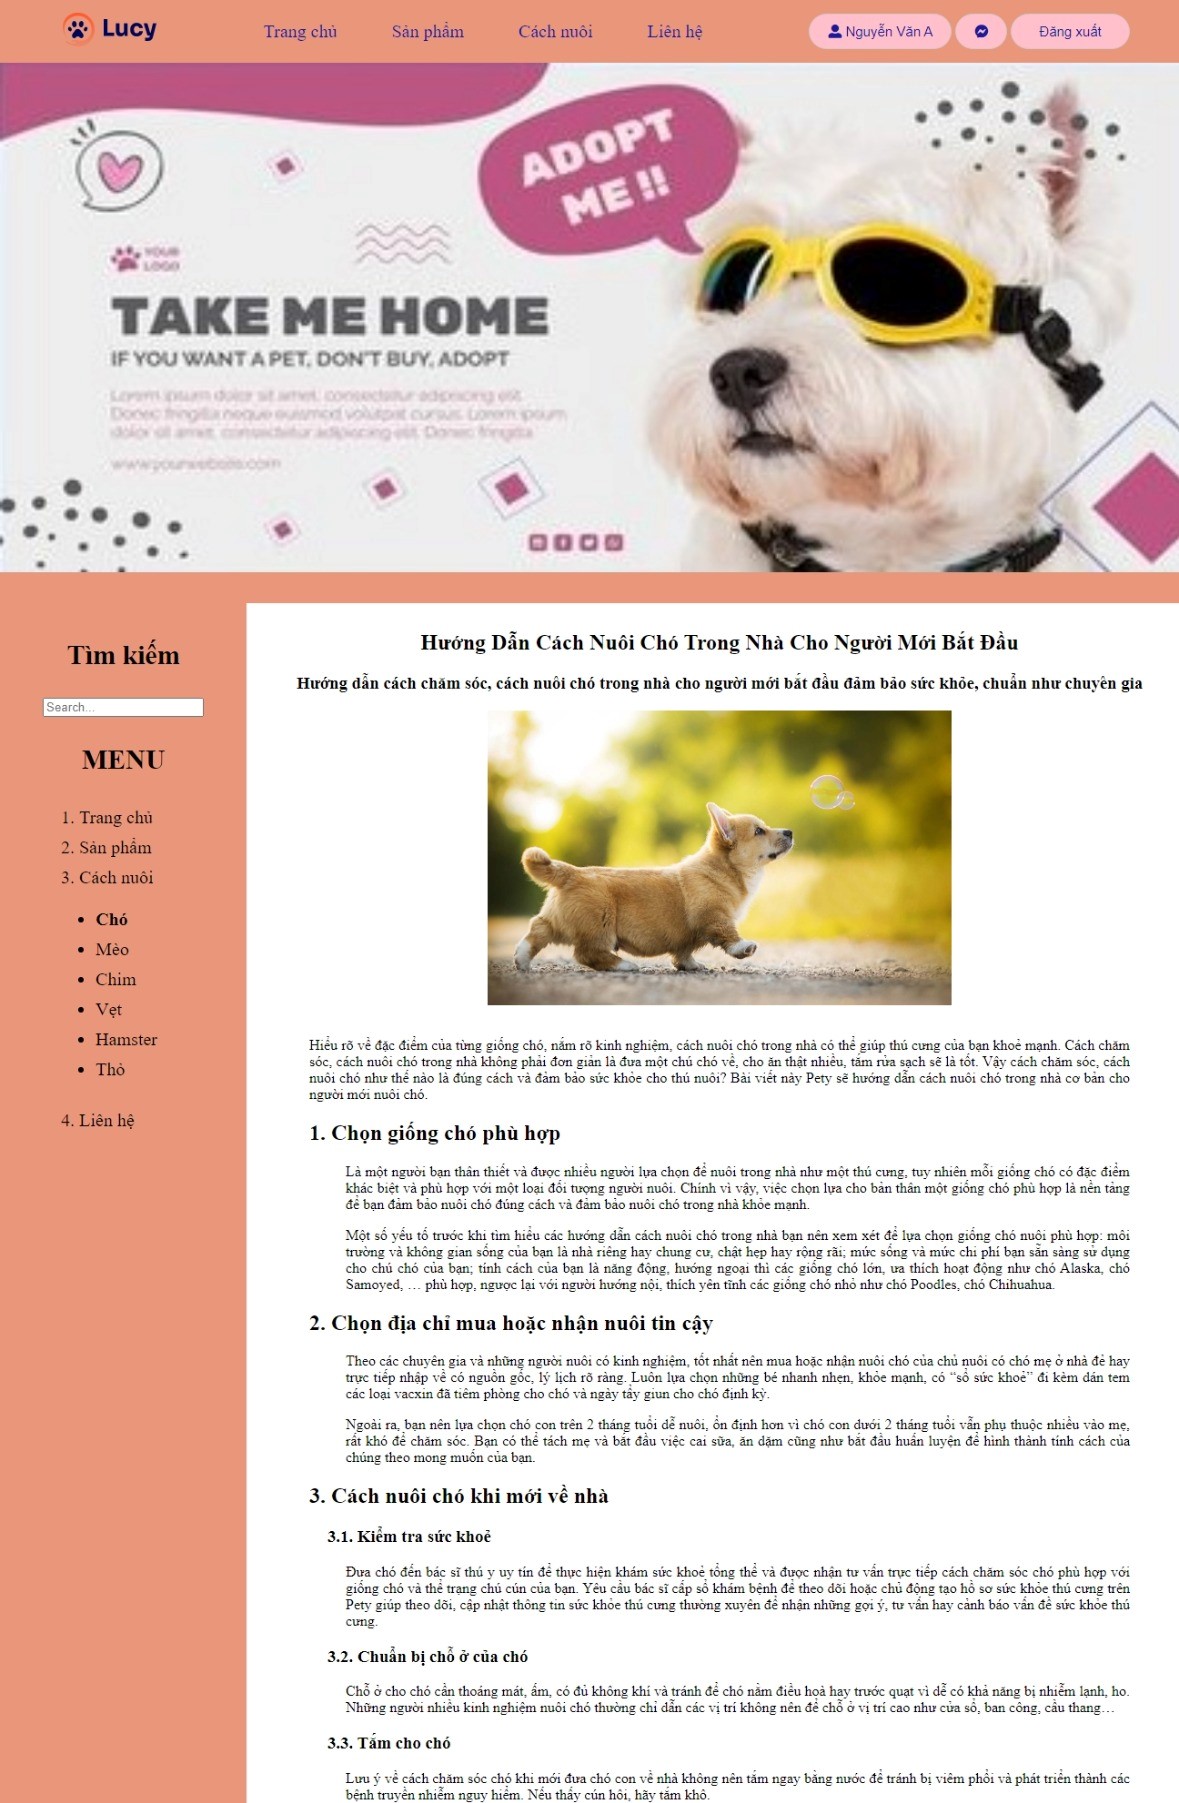 Lucy
Trang chủ
Sản phẩm
Cách nuôi
Liên hệ
Nguyễn Văn A
Đăng xuất
ADOPT
ME !!
YOUR
LOGO
TAKE ME HOME
IF YOU WANT A PET, DON'T BUY, ADOPT
Lorem ipsum dolor sit amet, consectetur adipiscing elit.
Donec fringilla neque euismod volutpat cursus. Lorem ipsum
dolor sit amet, consectetur adipiscing elit. Donec fringilla
www.yourwebsite.com
Tìm kiếm
Search...
MENU
1. Trang chủ
2. Sản phẩm
3. Cách nuôi
Chó
Mèo
Chim
Vẹt
Hamster
Thỏ
4. Liên hệ
Hướng Dẫn Cách Nuôi Chó Trong Nhà Cho Người Mới Bắt Đầu
Hướng dẫn cách chăm sóc, cách nuôi chó trong nhà cho người mới bắt đầu đảm bảo sức khỏe, chuẩn như chuyên gia
Hiểu rõ về đặc điểm của từng giống chó, nắm rõ kinh nghiệm, cách nuôi chó trong nhà có thể giúp thú cưng của bạn khoẻ mạnh. Cách chăm
sóc, cách nuôi chó trong nhà không phải đơn giản là đưa một chú chó về, cho ăn thật nhiều, tắm rửa sạch sẽ là tốt. Vậy cách chăm sóc, cách
nuôi chó như thế nào là đúng cách và đảm bảo sức khỏe cho thú nuôi? Bài viết này Pety sẽ hướng dẫn cách nuôi chó trong nhà cơ bản cho
người mới nuôi chó.
1. Chọn giống chó phù hợp
Là một người bạn thân thiết và được nhiều người lựa chọn để nuôi trong nhà như một thú cưng, tuy nhiên mỗi giống chó có đặc điểm
khác biệt và phù hợp với một loại đối tượng người nuôi. Chính vì vậy, việc chọn lựa cho bản thân một giống chó phù hợp là nền tảng
để bạn đảm bảo nuôi chó đúng cách và đảm bảo nuôi chó trong nhà khỏe mạnh.
Một số yếu tố trước khi tìm hiểu các hướng dẫn cách nuôi chó trong nhà bạn nên xem xét để lựa chọn giống chó nuôi phù hợp: môi
trường và không gian sống của bạn là nhà riêng hay chung cư, chật hẹp hay rộng rãi; mức sống và mức chi phí bạn sẵn sàng sử dụng
cho chú chó của bạn; tính cách của bạn là năng động, hướng ngoại thì các giống chó lớn, ưa thích hoạt động như chó Alaska, chó
Samoyed, … phù hợp, ngược lại với người hướng nội, thích yên tĩnh các giống chó nhỏ như chó Poodles, chó Chihuahua.
2. Chọn địa chỉ mua hoặc nhận nuôi tin cậy
Theo các chuyên gia và những người nuôi có kinh nghiệm, tốt nhất nên mua hoặc nhận nuôi chó của chủ nuôi có chó mẹ ở nhà đẻ hay
trực tiếp nhập về có nguồn gốc, lý lịch rõ ràng. Luôn lựa chọn những bé nhanh nhẹn, khỏe mạnh, có “sổ sức khoẻ” đi kèm dán tem
các loại vacxin đã tiêm phòng cho chó và ngày tẩy giun cho chó định kỳ.
Ngoài ra, bạn nên lựa chọn chó con trên 2 tháng tuổi dễ nuôi, ổn định hơn vì chó con dưới 2 tháng tuổi vẫn phụ thuộc nhiều vào mẹ,
rất khó để chăm sóc. Bạn có thể tách mẹ và bắt đầu việc cai sữa, ăn dặm cũng như bắt đầu huấn luyện để hình thành tính cách của
chúng theo mong muốn của bạn.
3. Cách nuôi chó khi mới về nhà
3.1. Kiểm tra sức khoẻ
Đưa chó đến bác sĩ thú y uy tín để thực hiện khám sức khoẻ tổng thể và được nhận tư vấn trực tiếp cách chăm sóc chó phù hợp với
giống chó và thể trạng chú cún của bạn. Yêu cầu bác sĩ cấp sổ khám bệnh để theo dõi hoặc chủ động tạo hồ sơ sức khỏe thú cưng trên
Pety giúp theo dõi, cập nhật thông tin sức khỏe thú cưng thường xuyên để nhận những gợi ý, tư vấn hay cảnh báo vấn đề sức khỏe thú
cưng.
3.2. Chuẩn bị chỗ ở của chó
Chỗ ở cho chó cần thoáng mát, ấm, có đủ không khí và tránh để chó nằm điều hoà hay trước quạt vì dễ có khả năng bị nhiễm lạnh, ho.
Những người nhiều kinh nghiệm nuôi chó thường chỉ dẫn các vị trí không nên để chỗ ở vị trí cao như cửa sổ, ban công, cầu thang…
3.3. Tắm cho chó
Lưu ý về cách chăm sóc chó khi mới đưa chó con về nhà không nên tắm ngay bằng nước để tránh bị viêm phổi và phát triển thành các
bệnh truyền nhiễm nguy hiểm. Nếu thấy cún hôi, hãy tắm khô.